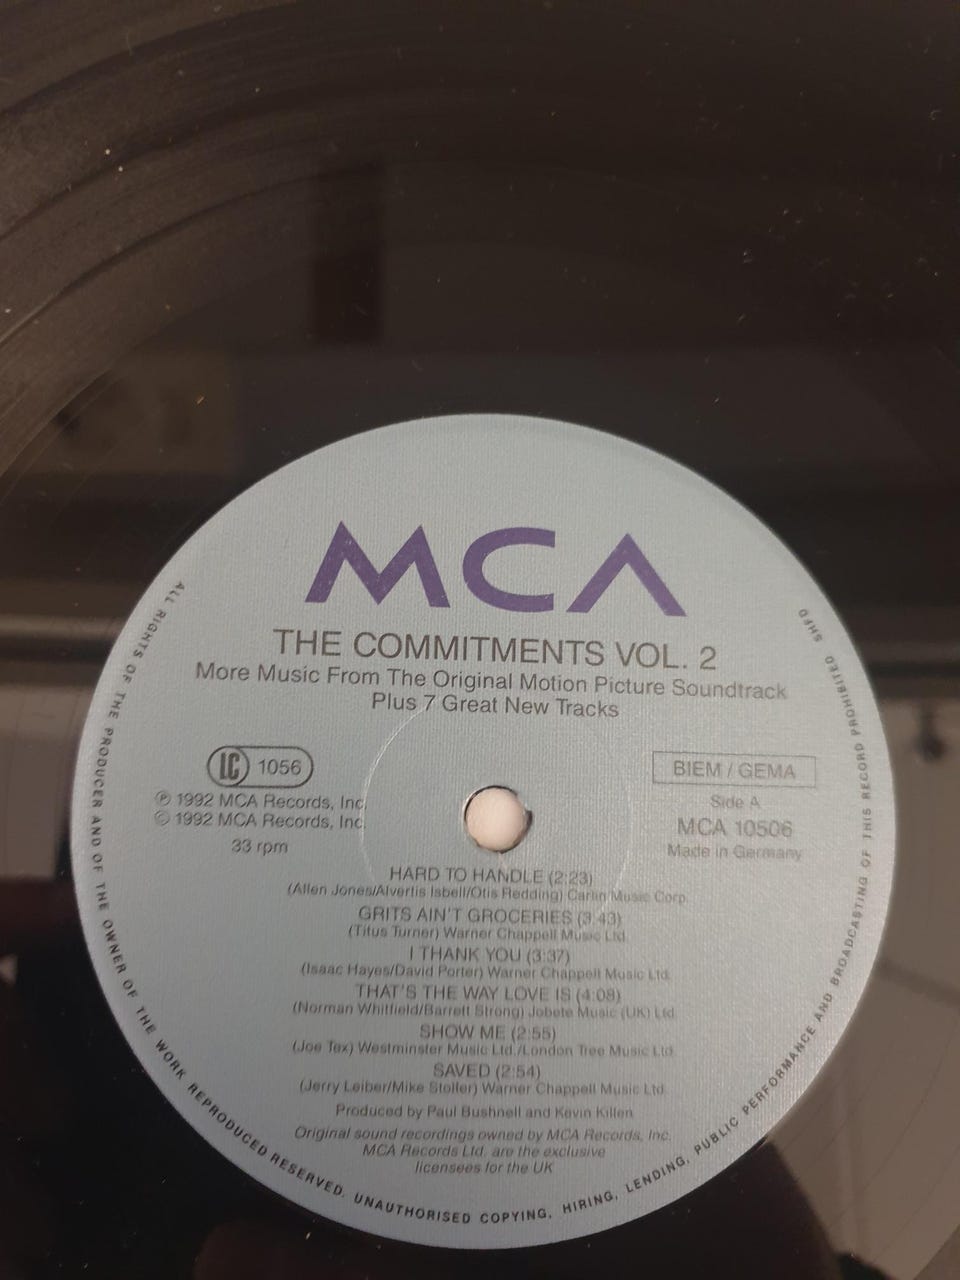 MCA
THE COMMITMENTS VOL. 2
More Music From The Original Motion Picture Soundtrack
Plus 7 Great New Tracks
LC 1056
℗ 1992 MCA Records, Inc.
© 1992 MCA Records, Inc.
33 rpm
BIEM / GEMA
Side A
MCA 10506
Made in Germany
HARD TO HANDLE (2:23)
(Allen Jones/Alvertis Isbell/Otis Redding) Carlin Music Corp.
GRITS AIN'T GROCERIES (3:43)
(Titus Turner) Warner Chappell Music Ltd.
I THANK YOU (3:37)
(Isaac Hayes/David Porter) Warner Chappell Music Ltd.
THAT'S THE WAY LOVE IS (4:08)
(Norman Whitfield/Barrett Strong) Jobete Music (UK) Ltd.
SHOW ME (2:55)
(Joe Tex) Westminster Music Ltd./London Tree Music Ltd.
SAVED (2:54)
(Jerry Leiber/Mike Stoller) Warner Chappell Music Ltd.
Produced by Paul Bushnell and Kevin Killen
Original sound recordings owned by MCA Records, Inc.
MCA Records Ltd. are the exclusive
licensees for the UK
ALL RIGHTS OF THE PRODUCER AND OF THE OWNER OF THE WORK REPRODUCED RESERVED. UNAUTHORISED COPYING, HIRING, LENDING, PUBLIC PERFORMANCE AND BROADCASTING OF THIS RECORD PROHIBITED SHFD